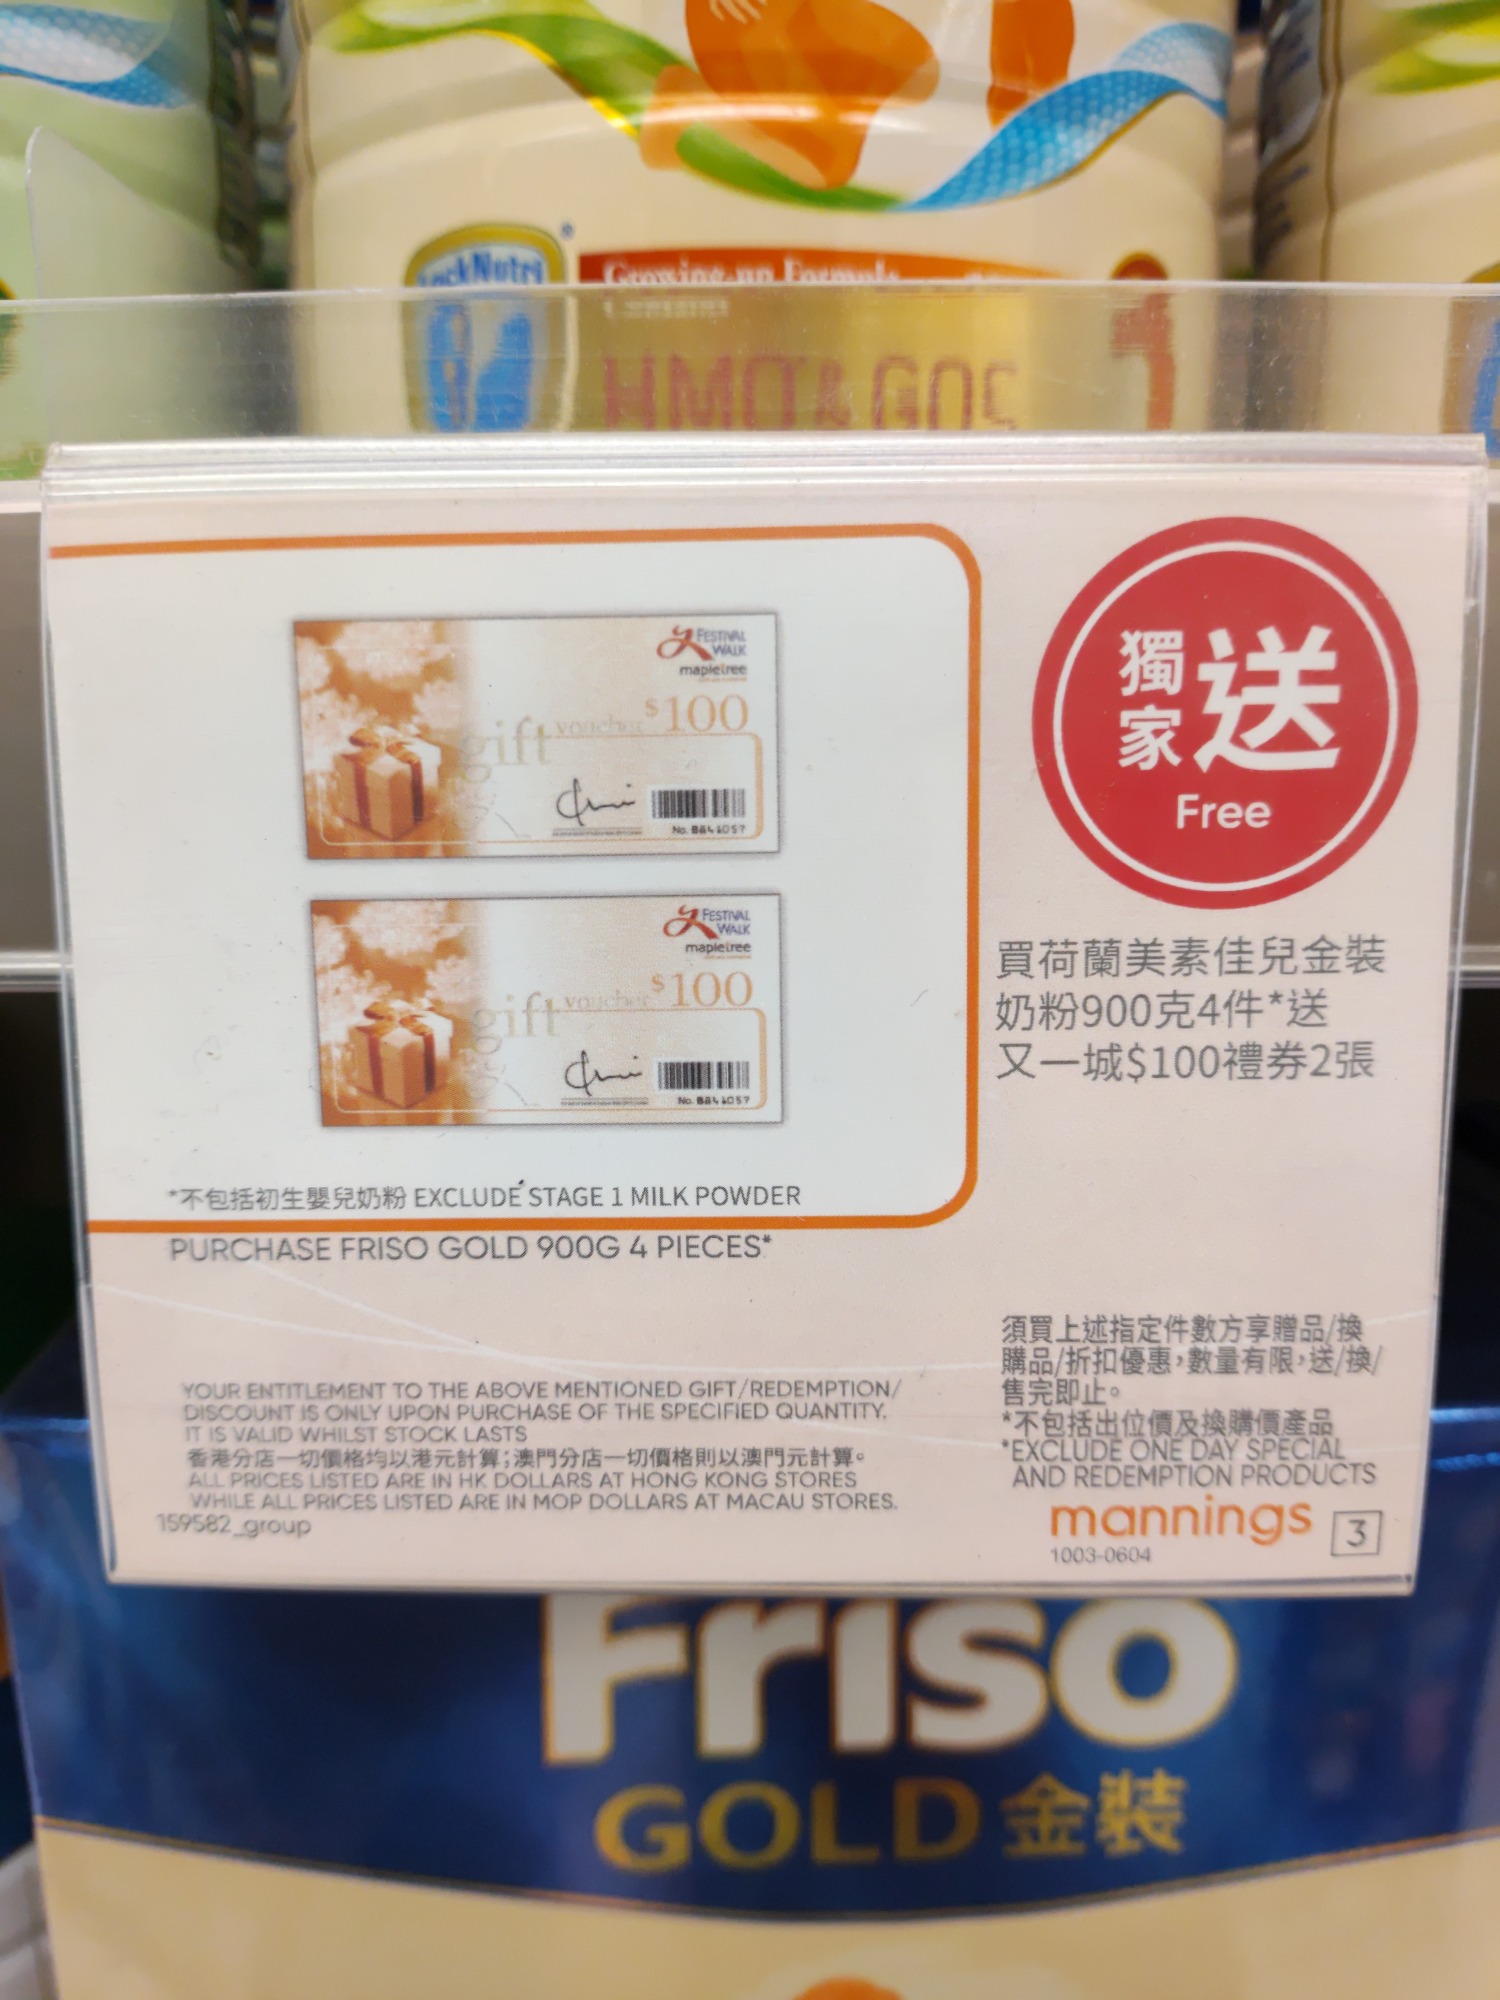 LockNutri
Growing-up Formula
HMO & GOS
獨家送
Free
FESTIVAL
WALK
mapletree
gift voucher $100
FESTIVAL
WALK
mapletree
gift voucher $100
買荷蘭美素佳兒金裝
奶粉900克4件*送
又一城$100禮券2張
*不包括初生嬰兒奶粉 EXCLUDE STAGE 1 MILK POWDER
PURCHASE FRISO GOLD 900G 4 PIECES*
須買上述指定件數方享贈品/換
購品/折扣優惠，數量有限，送/換/
售完即止。
*不包括出位價及換購價產品
*EXCLUDE ONE DAY SPECIAL
AND REDEMPTION PRODUCTS
YOUR ENTITLEMENT TO THE ABOVE MENTIONED GIFT/REDEMPTION/
DISCOUNT IS ONLY UPON PURCHASE OF THE SPECIFIED QUANTITY.
IT IS VALID WHILST STOCK LASTS
香港分店一切價格均以港元計算；澳門分店一切價格則以澳門元計算。
ALL PRICES LISTED ARE IN HK DOLLARS AT HONG KONG STORES
WHILE ALL PRICES LISTED ARE IN MOP DOLLARS AT MACAU STORES.
159582_group
mannings 3
1003-0604
Friso
GOLD 金裝